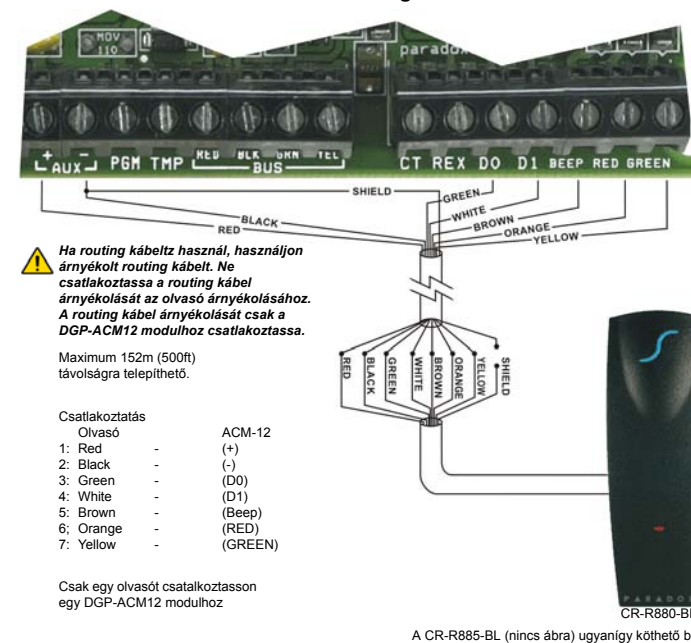 MOV
110
paradox
+ -
AUX PGM TMP RED BLK GRN YEL
BUS
CT REX D0 D1 BEEP RED GREEN
SHIELD
GREEN
WHITE
BLACK
BROWN
RED
ORANGE
YELLOW
Ha routing kábeltz használ, használjon
árnyékolt routing kábelt. Ne
csatlakoztassa a routing kábel
árnyékolását az olvasó árnyékolásához.
A routing kábel árnyékolását csak a
DGP-ACM12 modulhoz csatlakoztassa.
Maximum 152m (500ft)
távolságra telepíthető.
RED
BLACK
GREEN
WHITE
BROWN
ORANGE
YELLOW
SHIELD
Csatlakoztatás
Olvasó ACM-12
1: Red - (+)
2: Black - (-)
3: Green - (D0)
4: White - (D1)
5: Brown - (Beep)
6; Orange - (RED)
7: Yellow - (GREEN)
Csak egy olvasót csatalkoztasson
egy DGP-ACM12 modulhoz
PARADO
CR-R880-BL
A CR-R885-BL (nincs ábra) ugyanígy köthető b